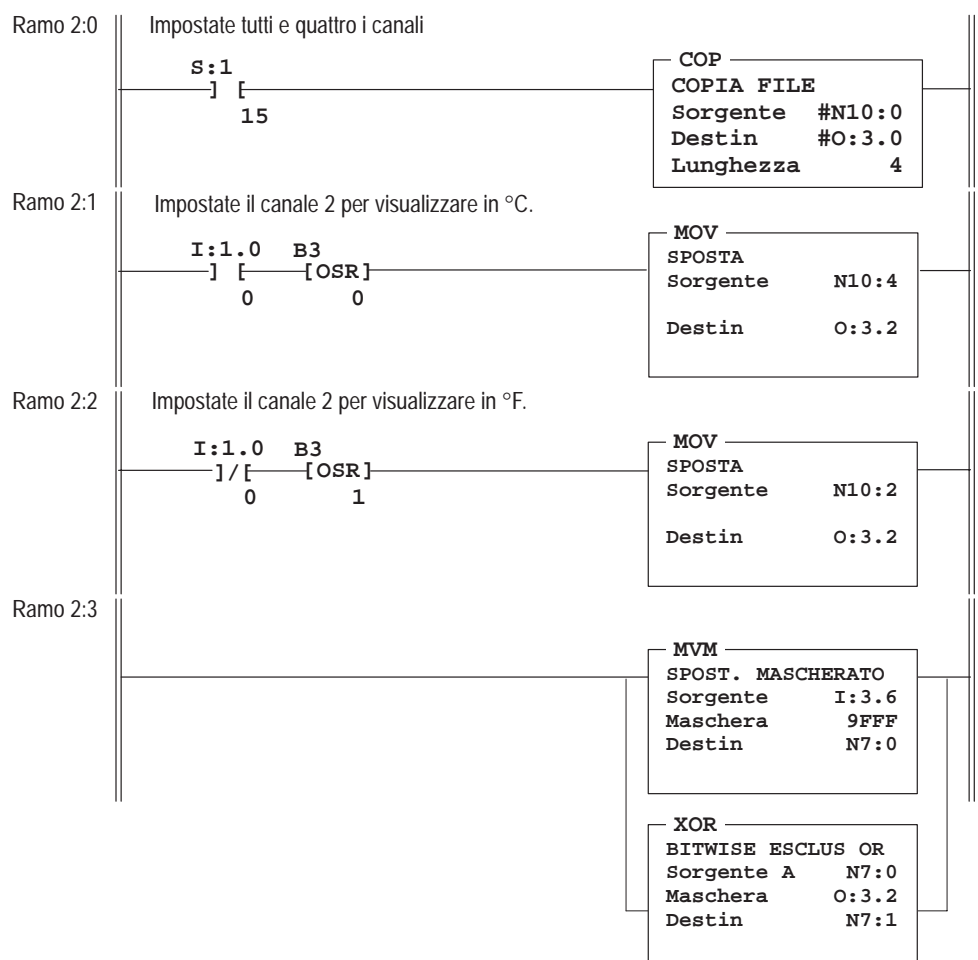 Ramo 2:0 Impostate tutti e quattro i canali
S:1
] [
15
COP
COPIA FILE
Sorgente #N10:0
Destin #O:3.0
Lunghezza 4
Ramo 2:1 Impostate il canale 2 per visualizzare in °C.
I:1.0 B3
] [ [OSR]
0 0
MOV
SPOSTA
Sorgente N10:4
Destin O:3.2
Ramo 2:2 Impostate il canale 2 per visualizzare in °F.
I:1.0 B3
]/[ [OSR]
0 1
MOV
SPOSTA
Sorgente N10:2
Destin O:3.2
Ramo 2:3
MVM
SPOST. MASCHERATO
Sorgente I:3.6
Maschera 9FFF
Destin N7:0
XOR
BITWISE ESCLUS OR
Sorgente A N7:0
Maschera O:3.2
Destin N7:1